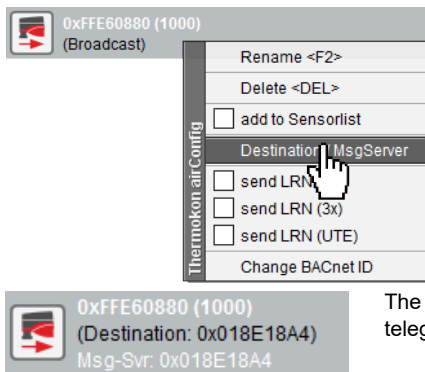 0xFFE60880 (1000)
(Broadcast)
Thermokon airConfig
Rename <F2>
Delete <DEL>
add to Sensorlist
Destination MsgServer
send LRN
send LRN (3x)
send LRN (UTE)
Change BACnet ID
0xFFE60880 (1000)
(Destination: 0x018E18A4)
Msg-Svr: 0x018E18A4
The